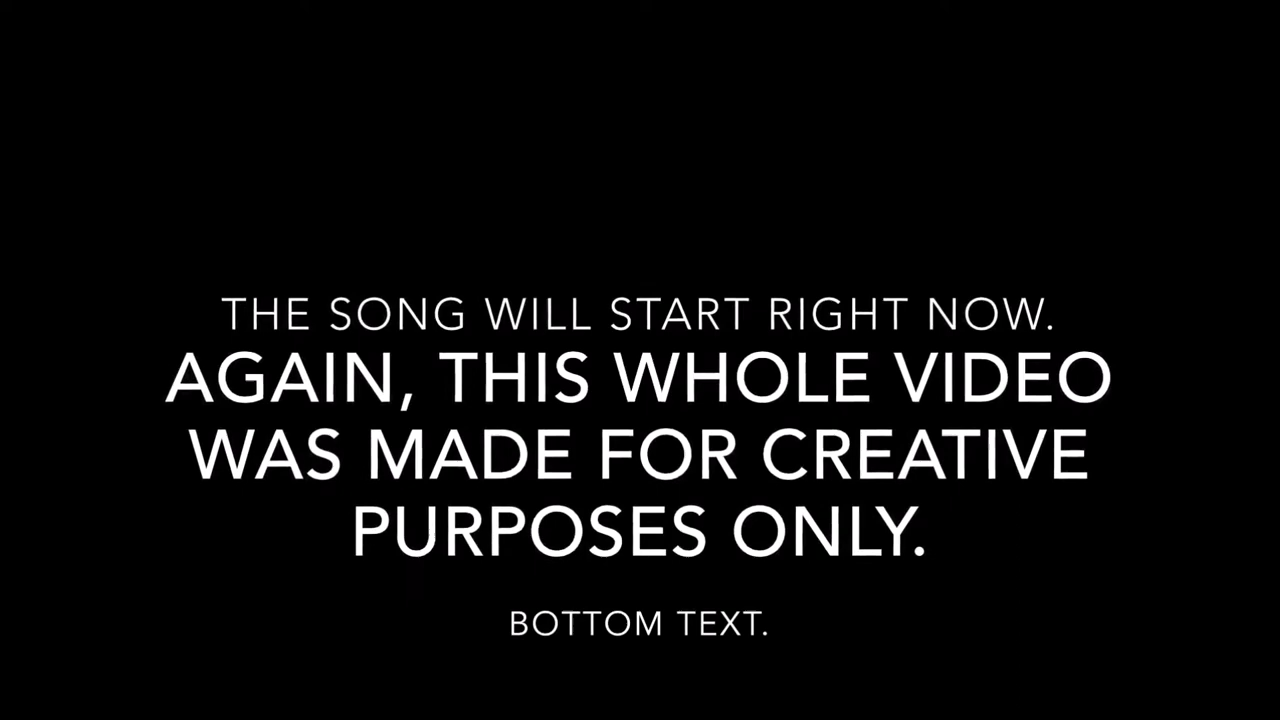 THE SONG WILL START RIGHT NOW.
AGAIN, THIS WHOLE VIDEO
WAS MADE FOR CREATIVE
PURPOSES ONLY.
BOTTOM TEXT.